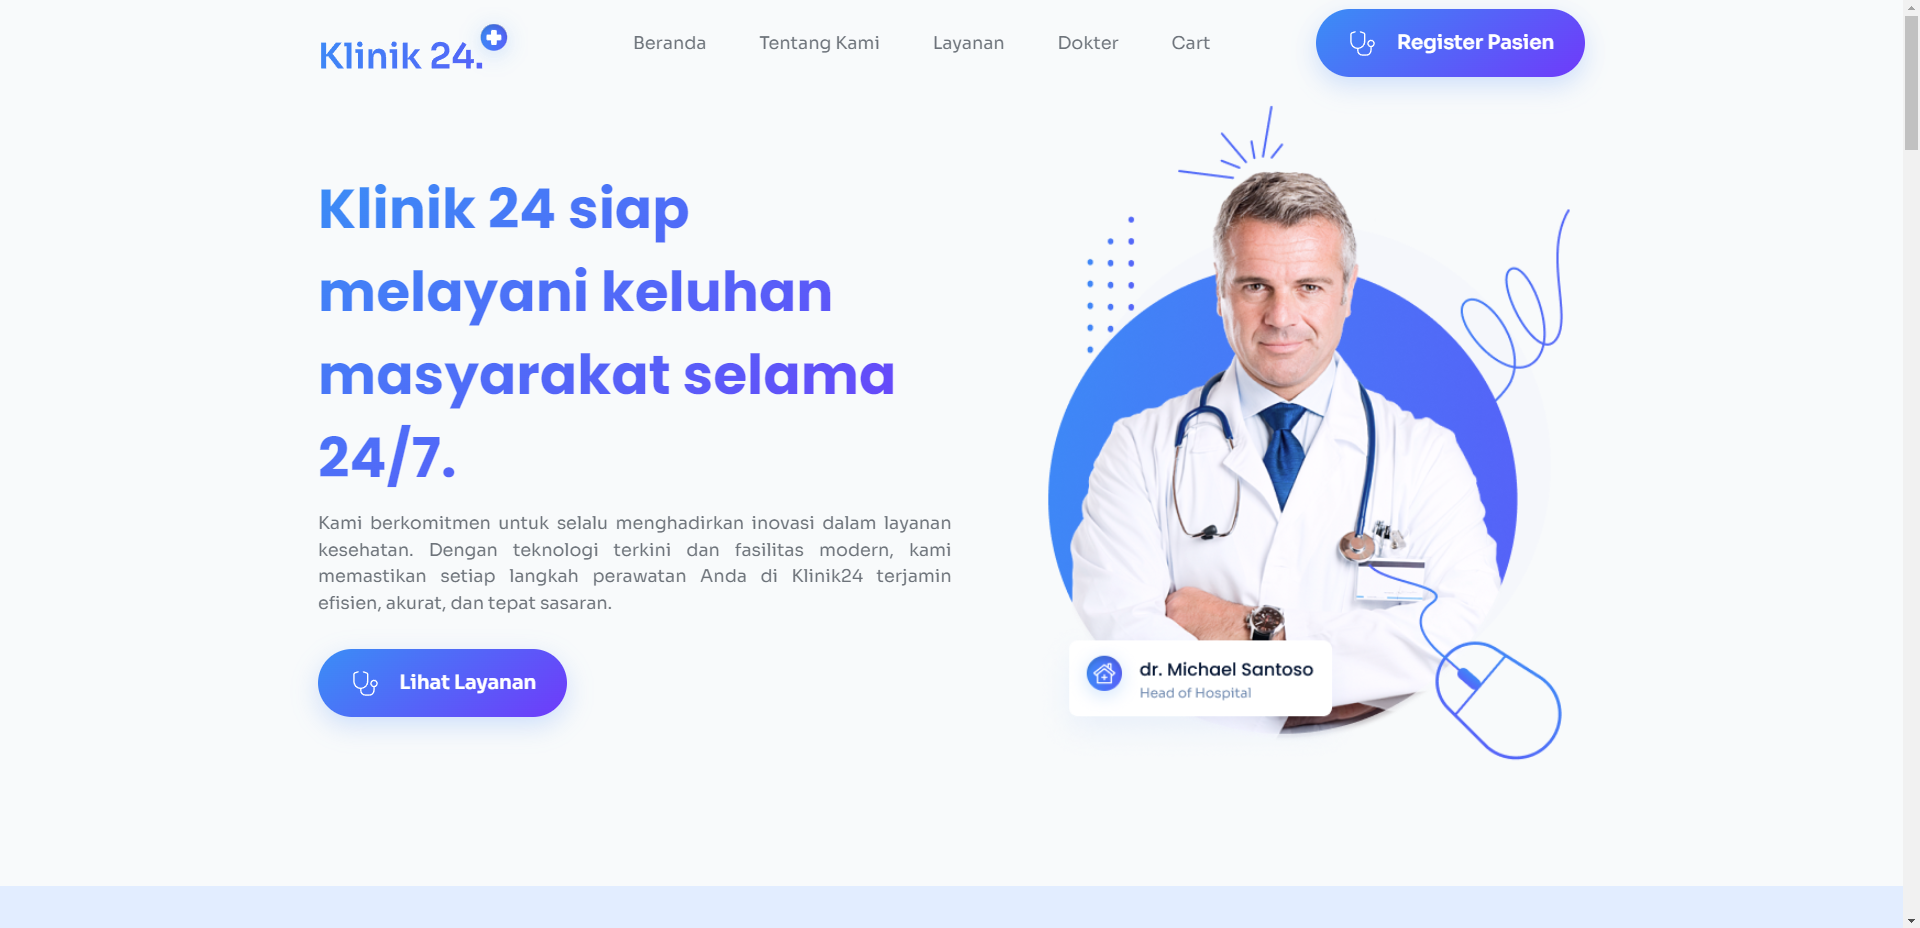 Klinik 24.
Beranda
Tentang Kami
Layanan
Dokter
Cart
Register Pasien
Klinik 24 siap
melayani keluhan
masyarakat selama
24/7.
Kami berkomitmen untuk selalu menghadirkan inovasi dalam layanan
kesehatan. Dengan teknologi terkini dan fasilitas modern, kami
memastikan setiap langkah perawatan Anda di Klinik24 terjamin
efisien, akurat, dan tepat sasaran.
Lihat Layanan
dr. Michael Santoso
Head of Hospital